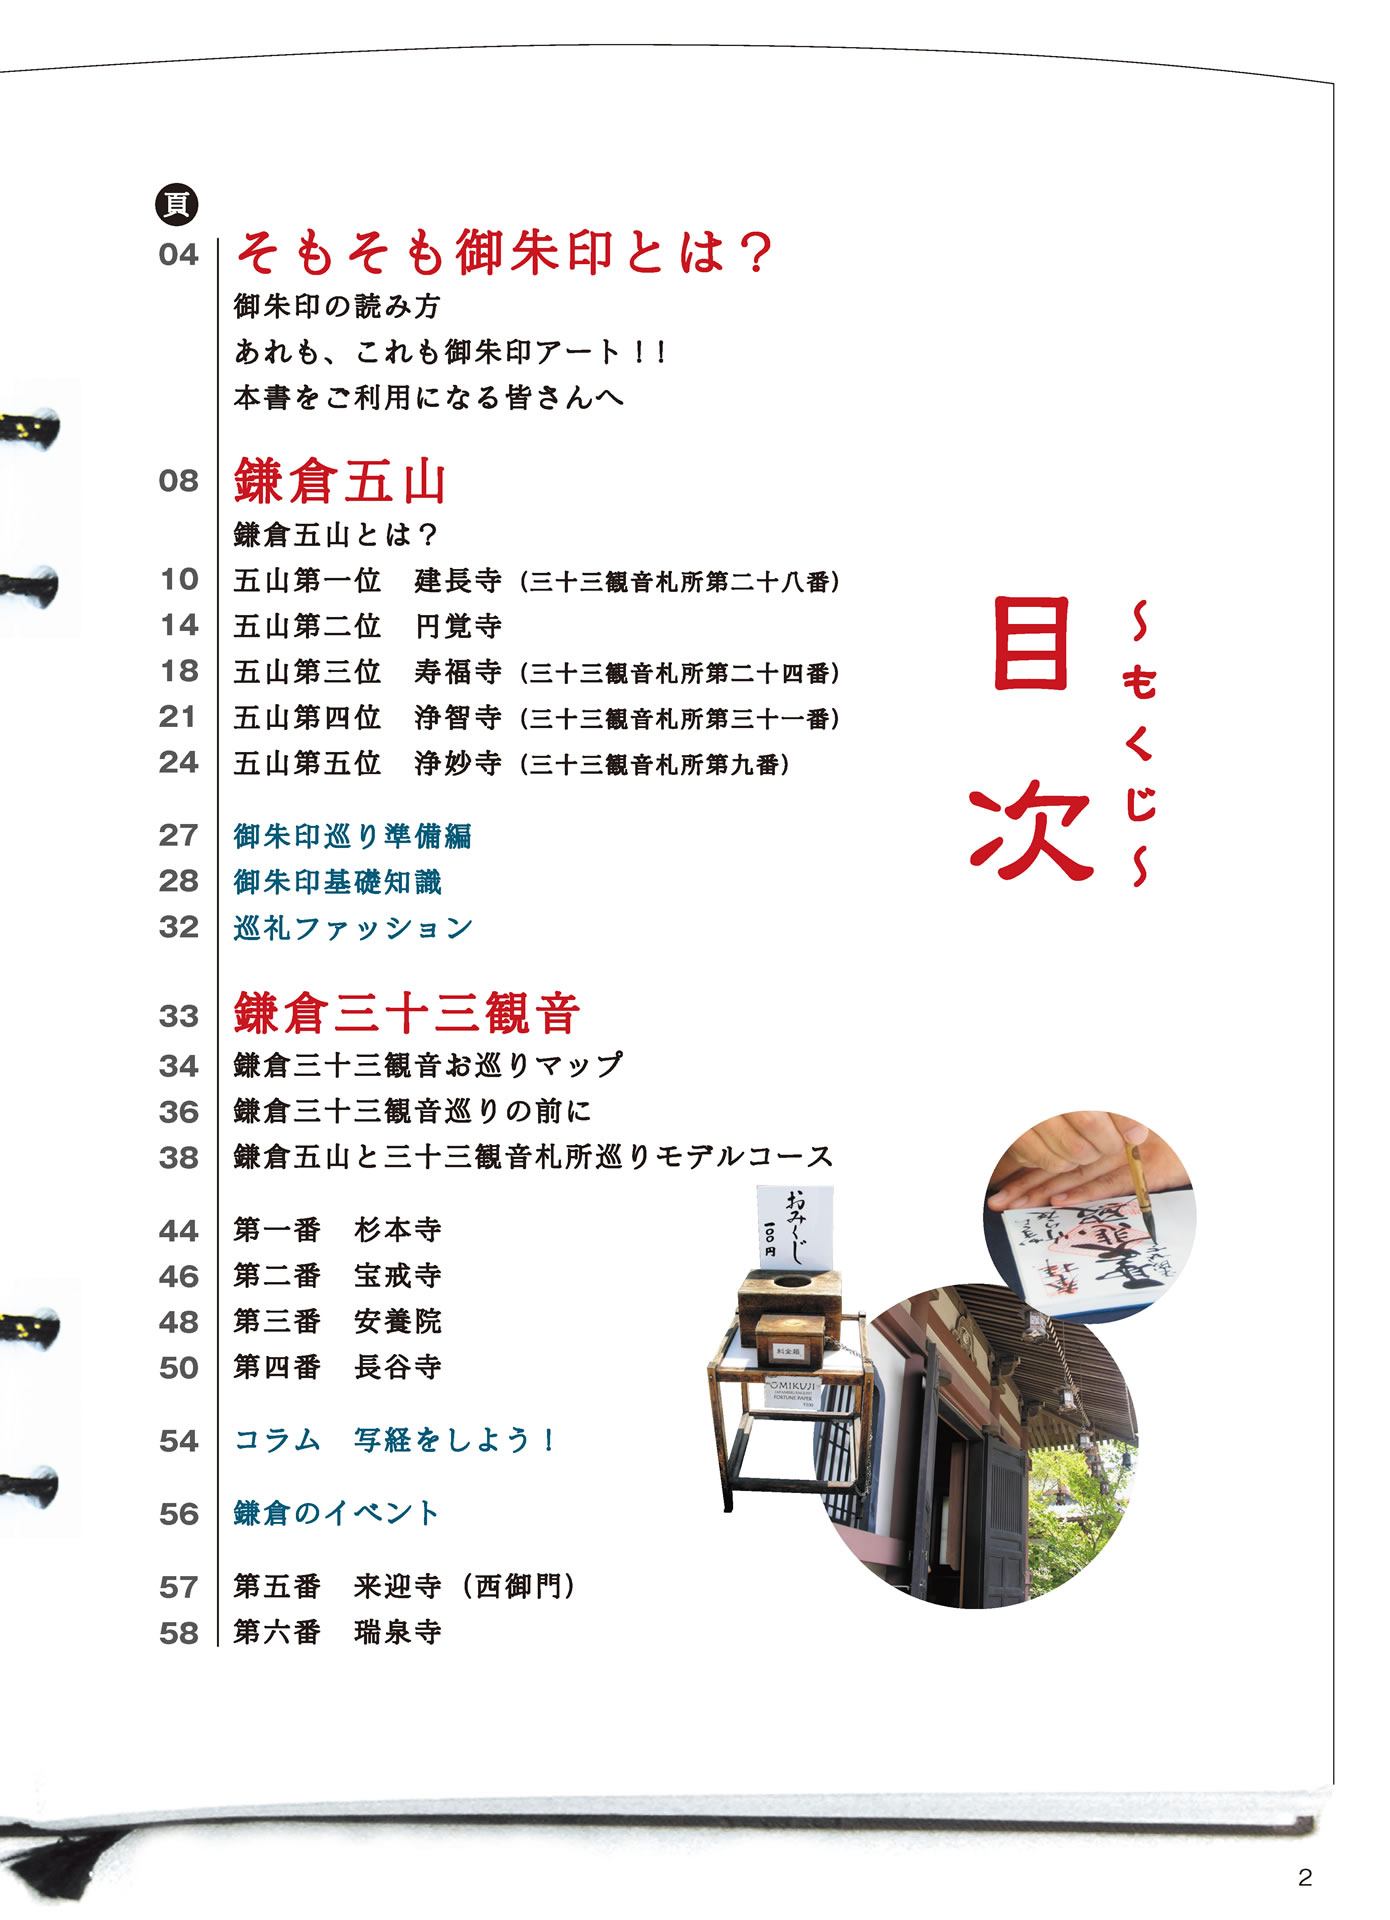 目次
～もくじ～
頁
04 そもそも御朱印とは？
御朱印の読み方
あれも、これも御朱印アート！！
本書をご利用になる皆さんへ
08 鎌倉五山
鎌倉五山とは？
10 五山第一位　建長寺（三十三観音札所第二十八番）
14 五山第二位　円覚寺
18 五山第三位　寿福寺（三十三観音札所第二十四番）
21 五山第四位　浄智寺（三十三観音札所第三十一番）
24 五山第五位　浄妙寺（三十三観音札所第九番）
27 御朱印巡り準備編
28 御朱印基礎知識
32 巡礼ファッション
33 鎌倉三十三観音
34 鎌倉三十三観音お巡りマップ
36 鎌倉三十三観音巡りの前に
38 鎌倉五山と三十三観音札所巡りモデルコース
44 第一番　杉本寺
46 第二番　宝戒寺
48 第三番　安養院
50 第四番　長谷寺
54 コラム　写経をしよう！
56 鎌倉のイベント
57 第五番　来迎寺（西御門）
58 第六番　瑞泉寺
おみくじ
一〇〇円
料金箱
OMIKUJI
JAPANESE/ENGLISH
FORTUNE PAPER
¥100
2